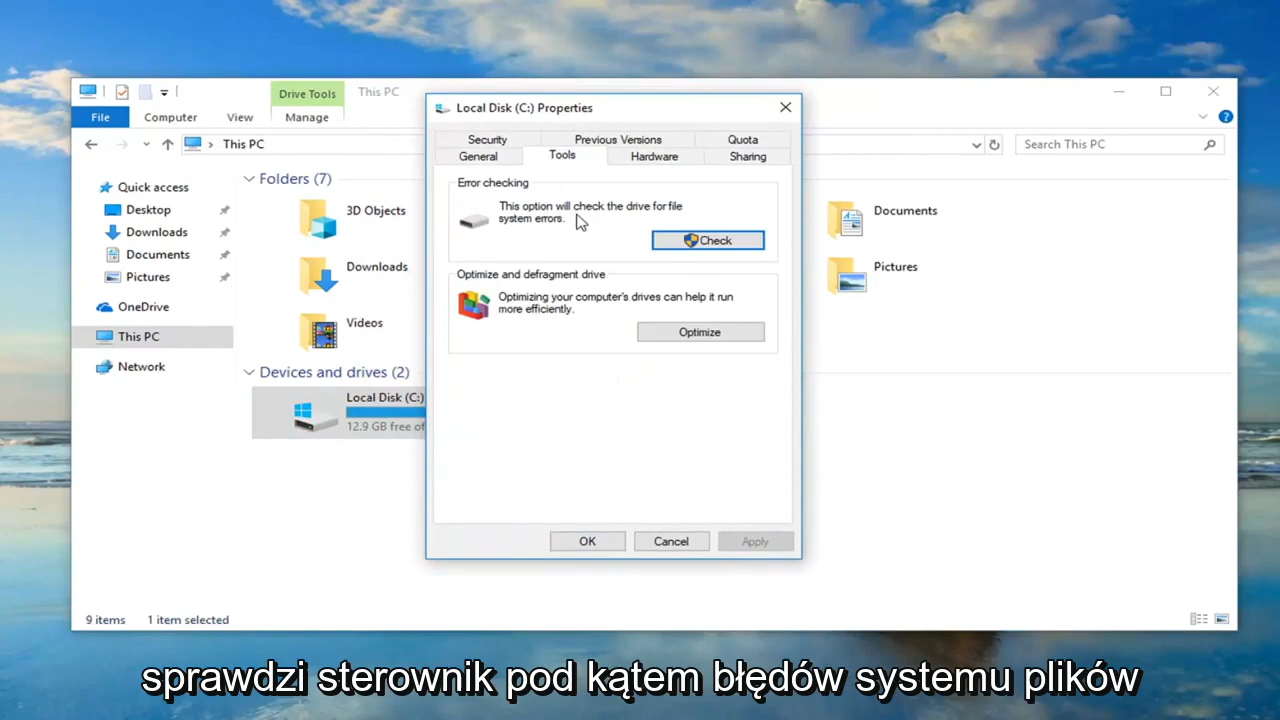 Drive Tools
This PC
File
Computer
View
Manage
This PC
Search This PC
Quick access
Desktop
Downloads
Documents
Pictures
OneDrive
This PC
Network
Folders (7)
3D Objects
Downloads
Videos
Documents
Pictures
Devices and drives (2)
Local Disk (C:)
12.9 GB free of
9 items
1 item selected
Local Disk (C:) Properties
Security
Previous Versions
Quota
General
Tools
Hardware
Sharing
Error checking
This option will check the drive for file
system errors.
Check
Optimize and defragment drive
Optimizing your computer's drives can help it run
more efficiently.
Optimize
OK
Cancel
Apply
sprawdzi sterownik pod kątem błędów systemu plików